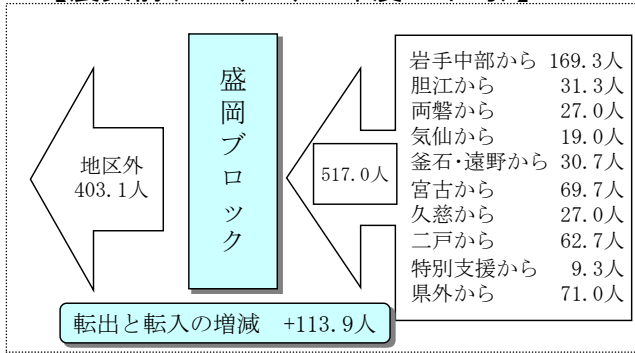 地区外
403.1人
盛岡ブロック
517.0人
岩手中部から 169.3人
胆江から 31.3人
両磐から 27.0人
気仙から 19.0人
釜石・遠野から 30.7人
宮古から 69.7人
久慈から 27.0人
二戸から 62.7人
特別支援から 9.3人
県外から 71.0人
転出と転入の増減 +113.9人